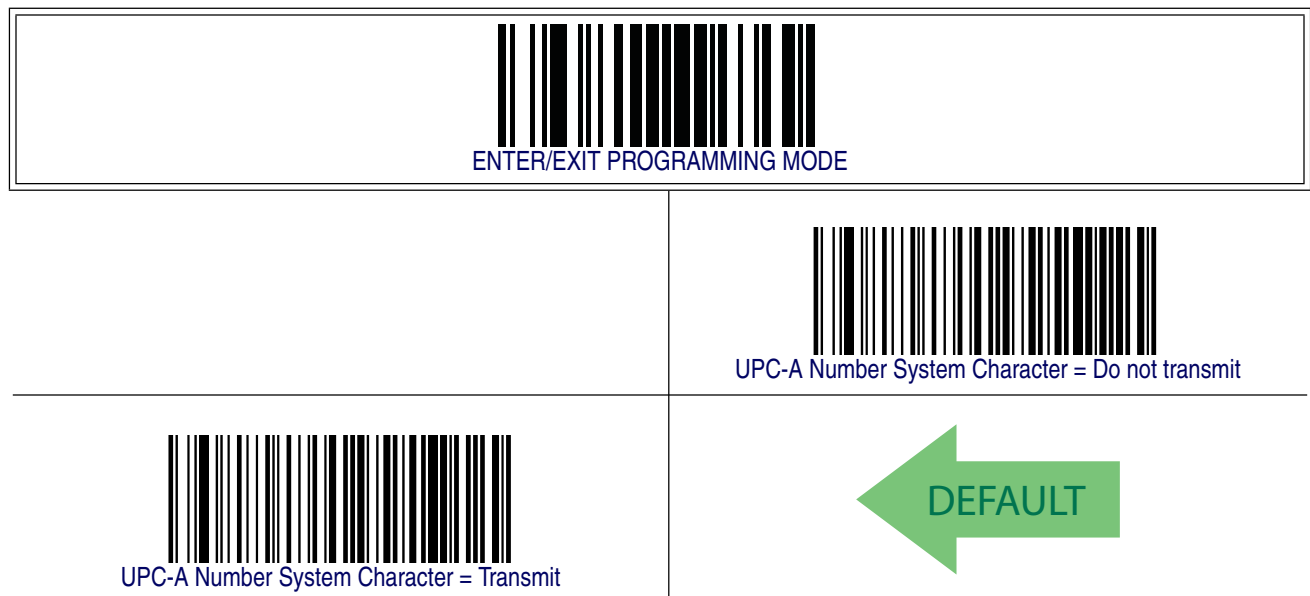 ENTER/EXIT PROGRAMMING MODE
UPC-A Number System Character = Do not transmit
UPC-A Number System Character = Transmit
DEFAULT